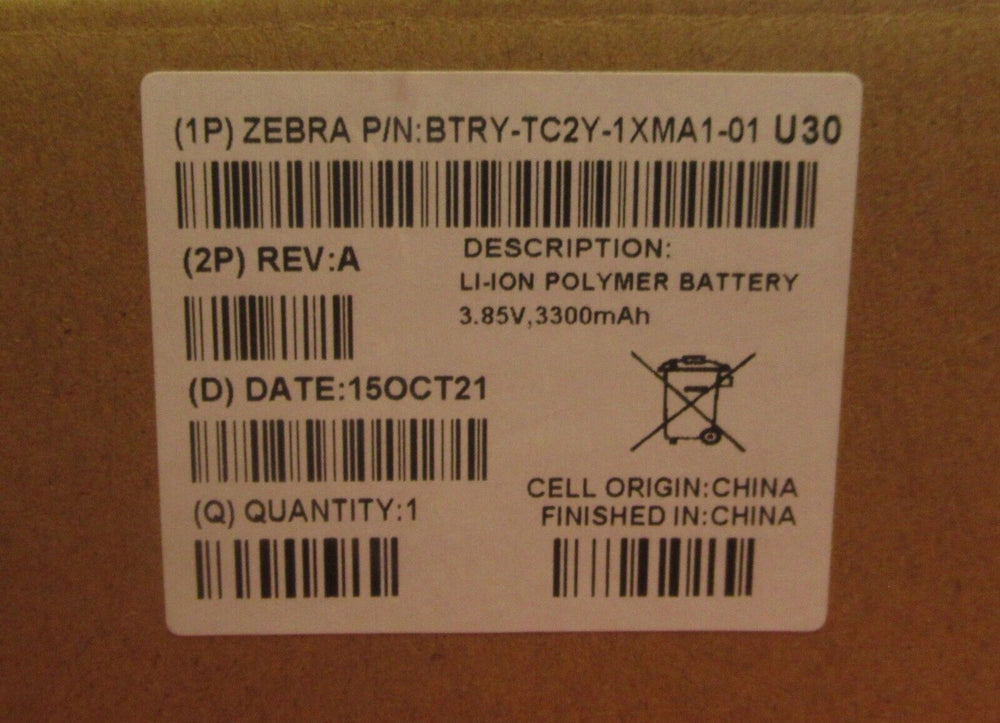 (1P) ZEBRA P/N:BTRY-TC2Y-1XMA1-01 U30
(2P) REV:A
DESCRIPTION:
LI-ION POLYMER BATTERY
3.85V,3300mAh
(D) DATE:15OCT21
(Q) QUANTITY:1
CELL ORIGIN:CHINA
FINISHED IN:CHINA